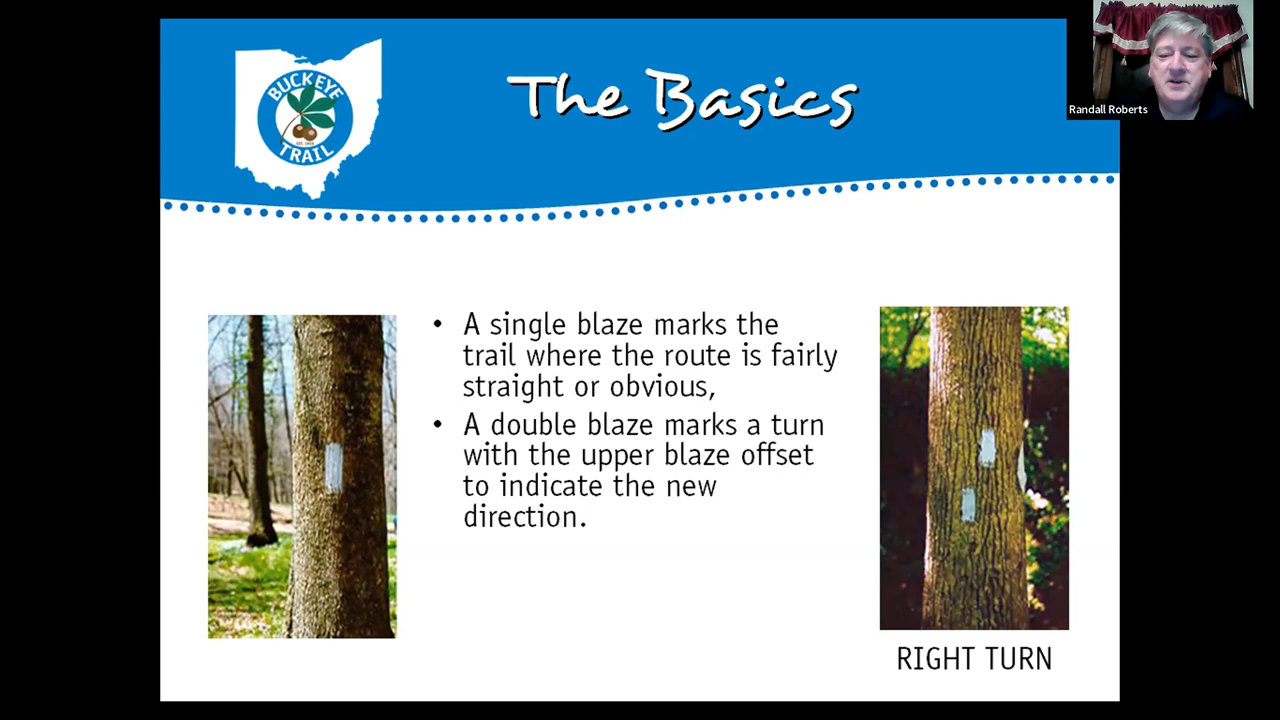 BUCKEYE
TRAIL
The Basics
Randall Roberts
• A single blaze marks the
trail where the route is fairly
straight or obvious,
• A double blaze marks a turn
with the upper blaze offset
to indicate the new
direction.
RIGHT TURN